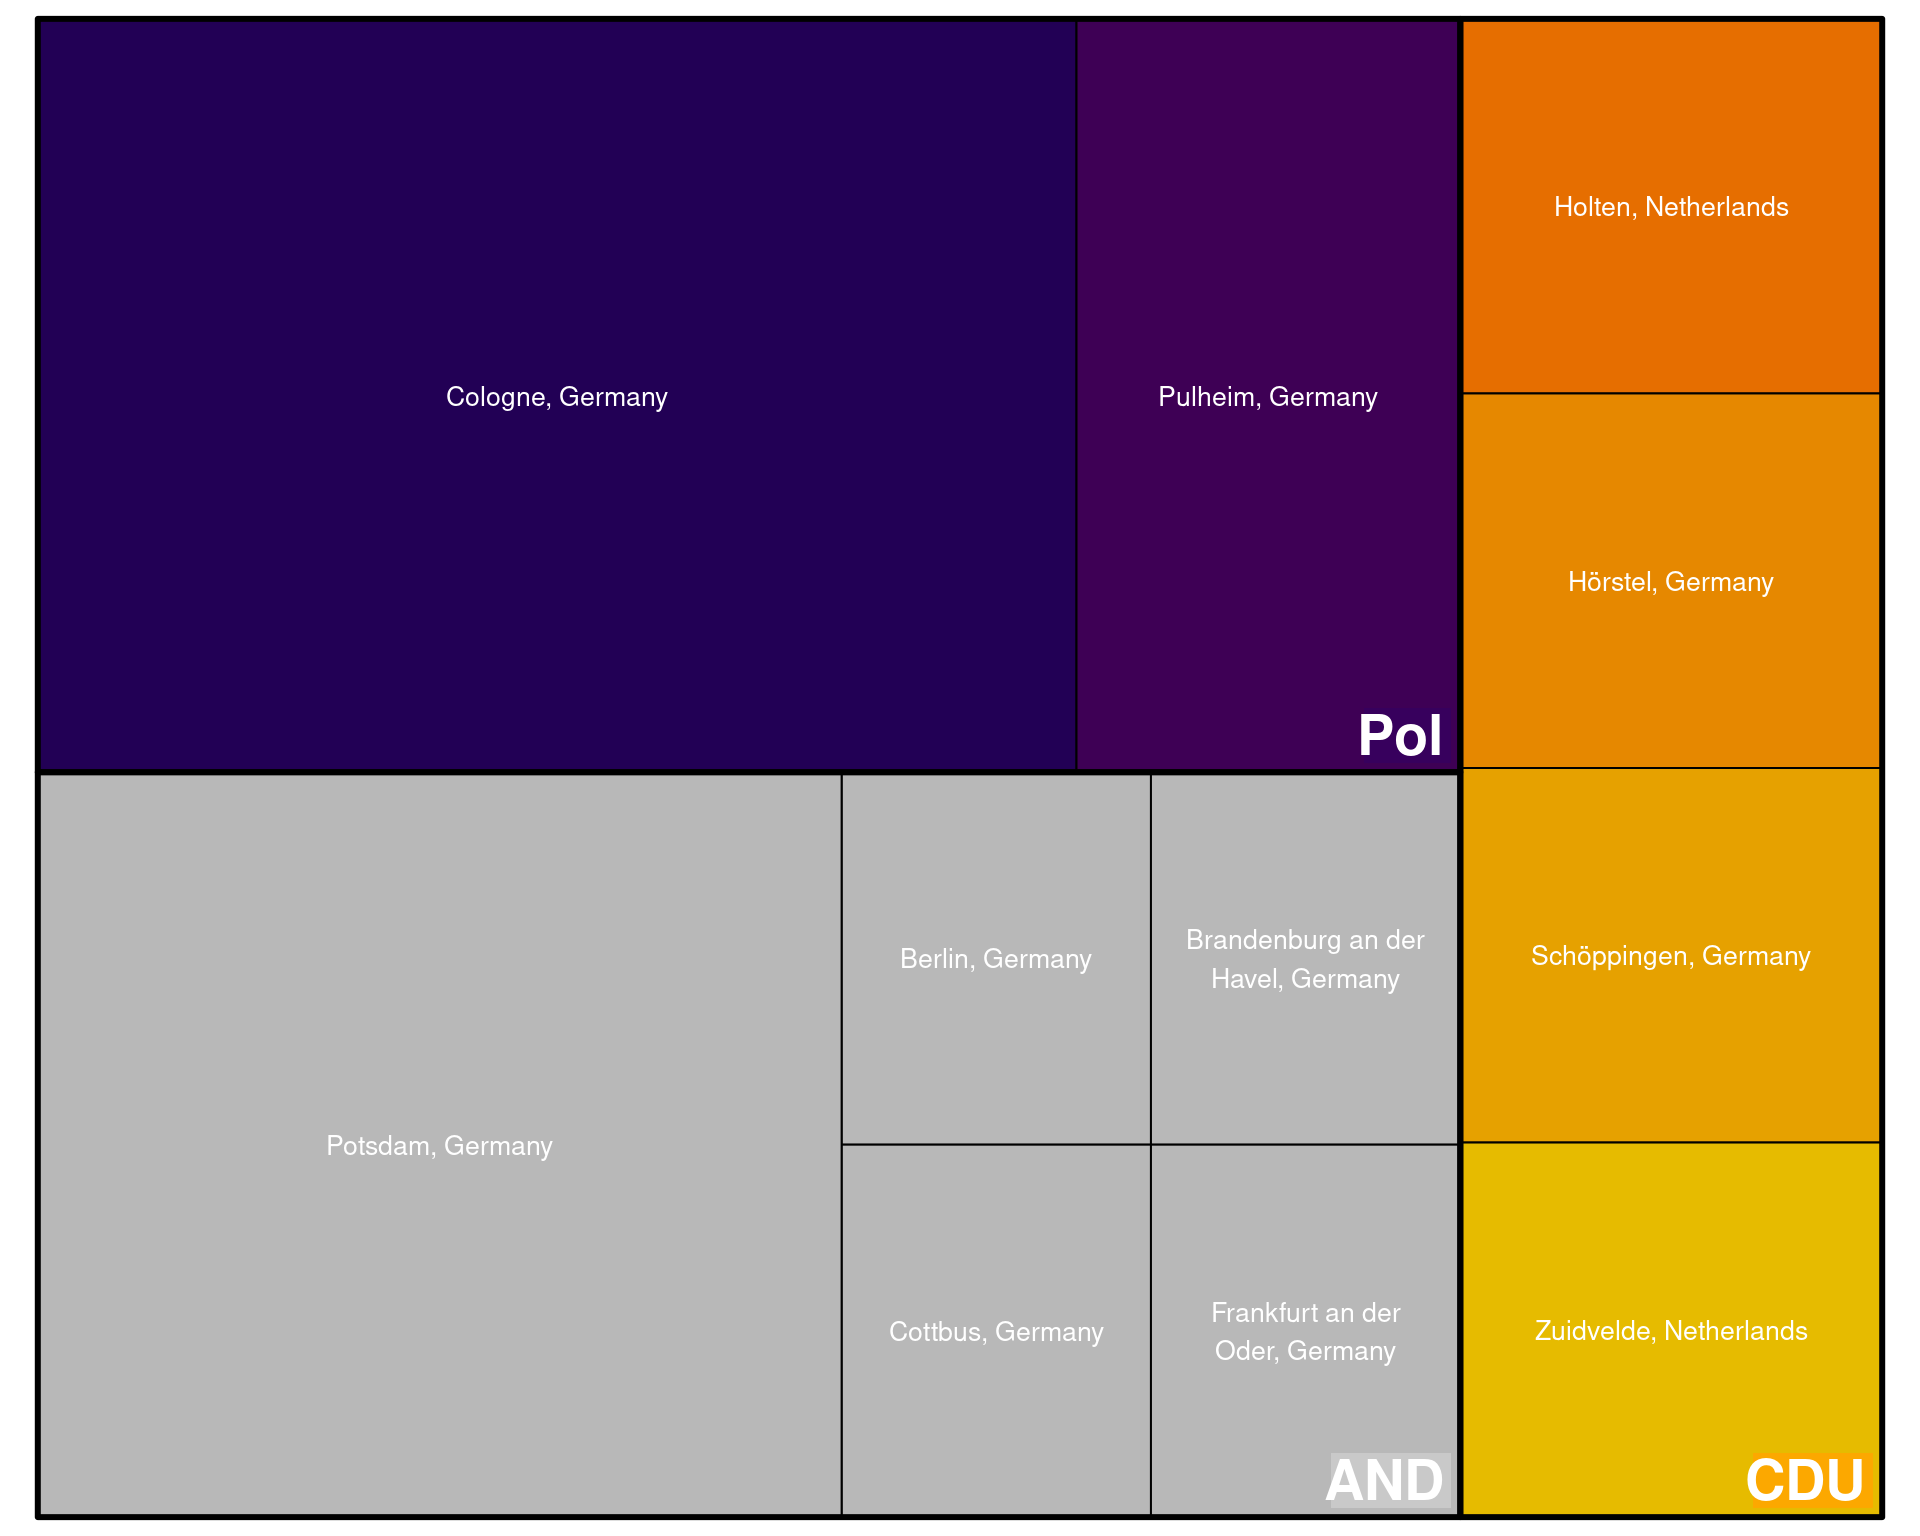 Cologne, Germany
Pulheim, Germany
Pol
Holten, Netherlands
Hörstel, Germany
Schöppingen, Germany
Zuidvelde, Netherlands
CDU
Potsdam, Germany
Berlin, Germany
Brandenburg an der
Havel, Germany
Cottbus, Germany
Frankfurt an der
Oder, Germany
AND